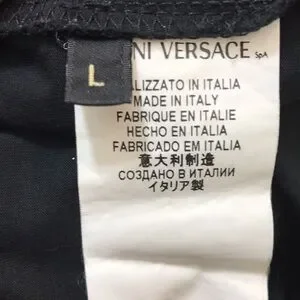 L
NI VERSACE SpA
ALIZZATO IN ITALIA
MADE IN ITALY
FABRIQUE EN ITALIE
HECHO EN ITALIA
FABRICADO EM ITALIA
意大利制造
СОЗДАНО В ИТАЛИИ
イタリア製